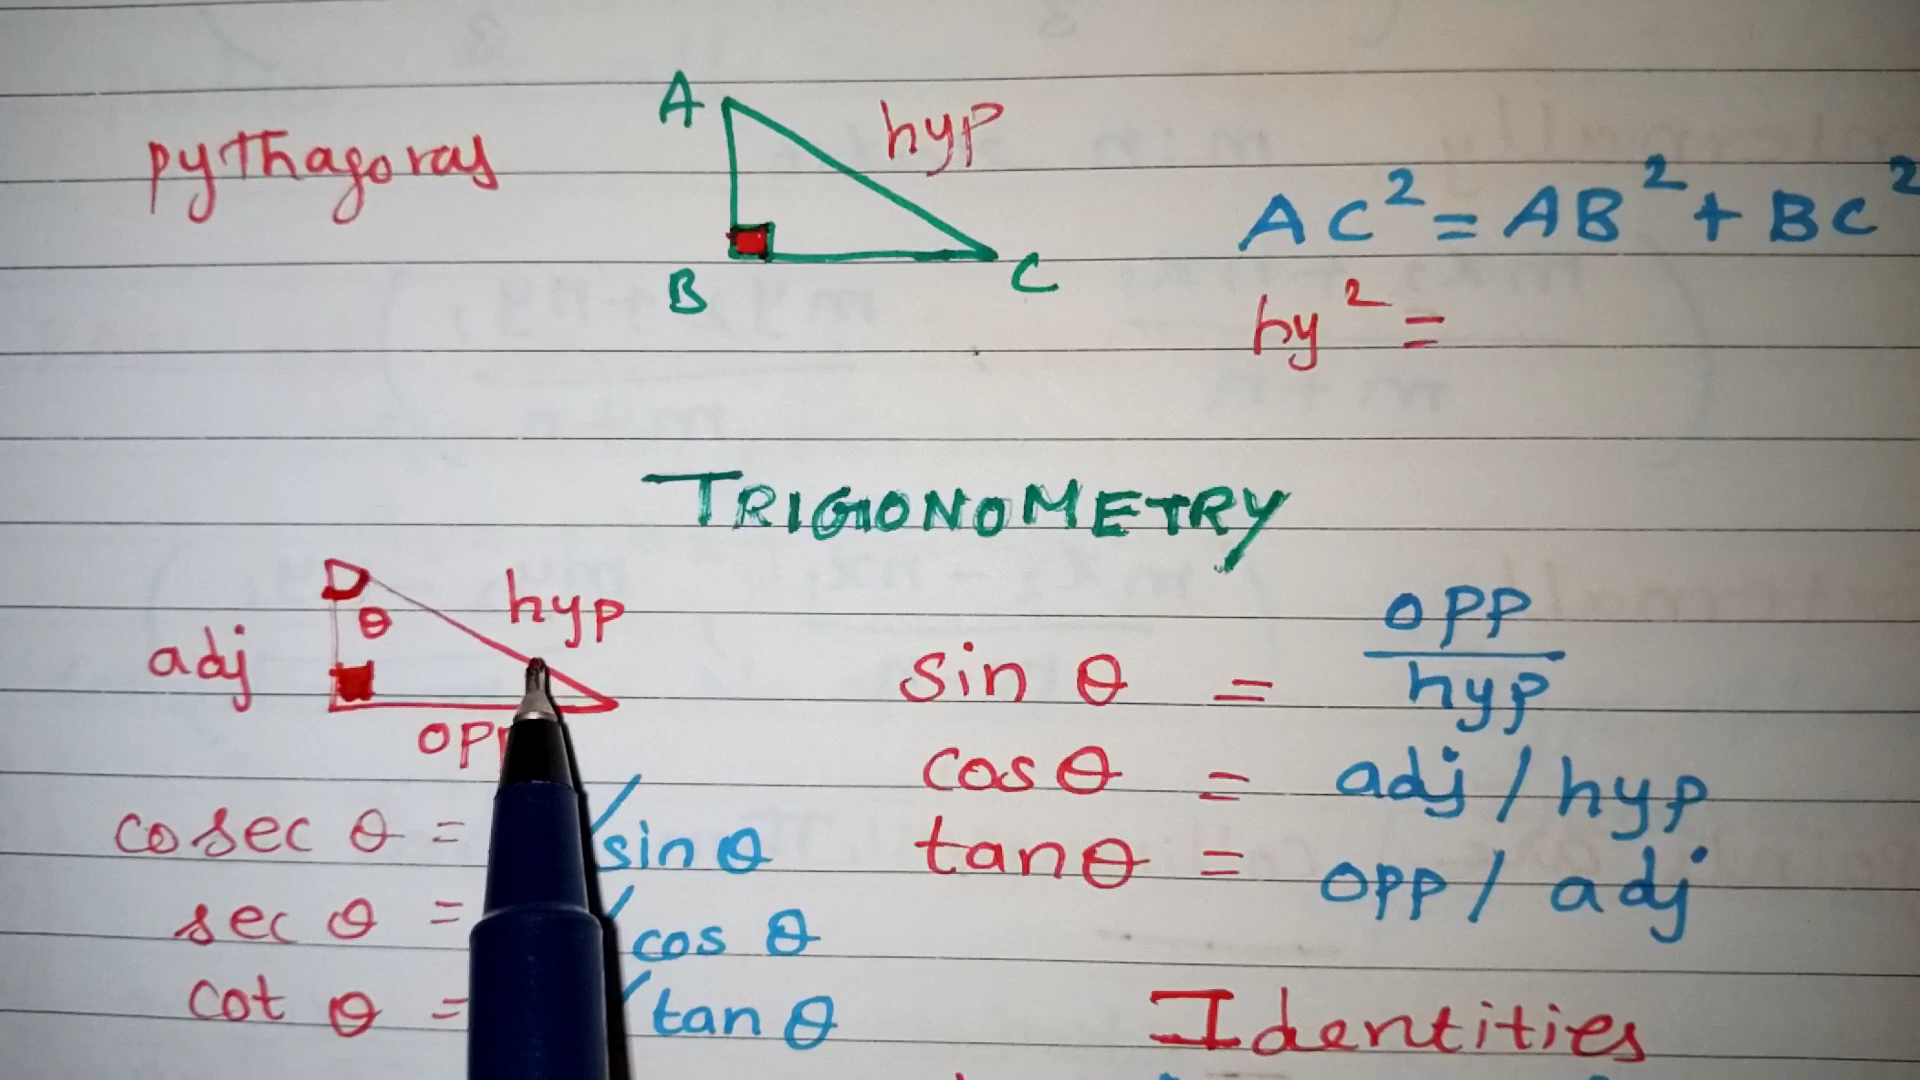 A
hyp
pythagoras
AC² = AB² + BC²
B
C
hy² =
TRIGONOMETRY
θ
hyp
adj
opp
sin θ = opp/hyp
cos θ = adj / hyp
tan θ = opp / adj
cosec θ = /sin θ
sec θ = /cos θ
cot θ = /tan θ
Identities